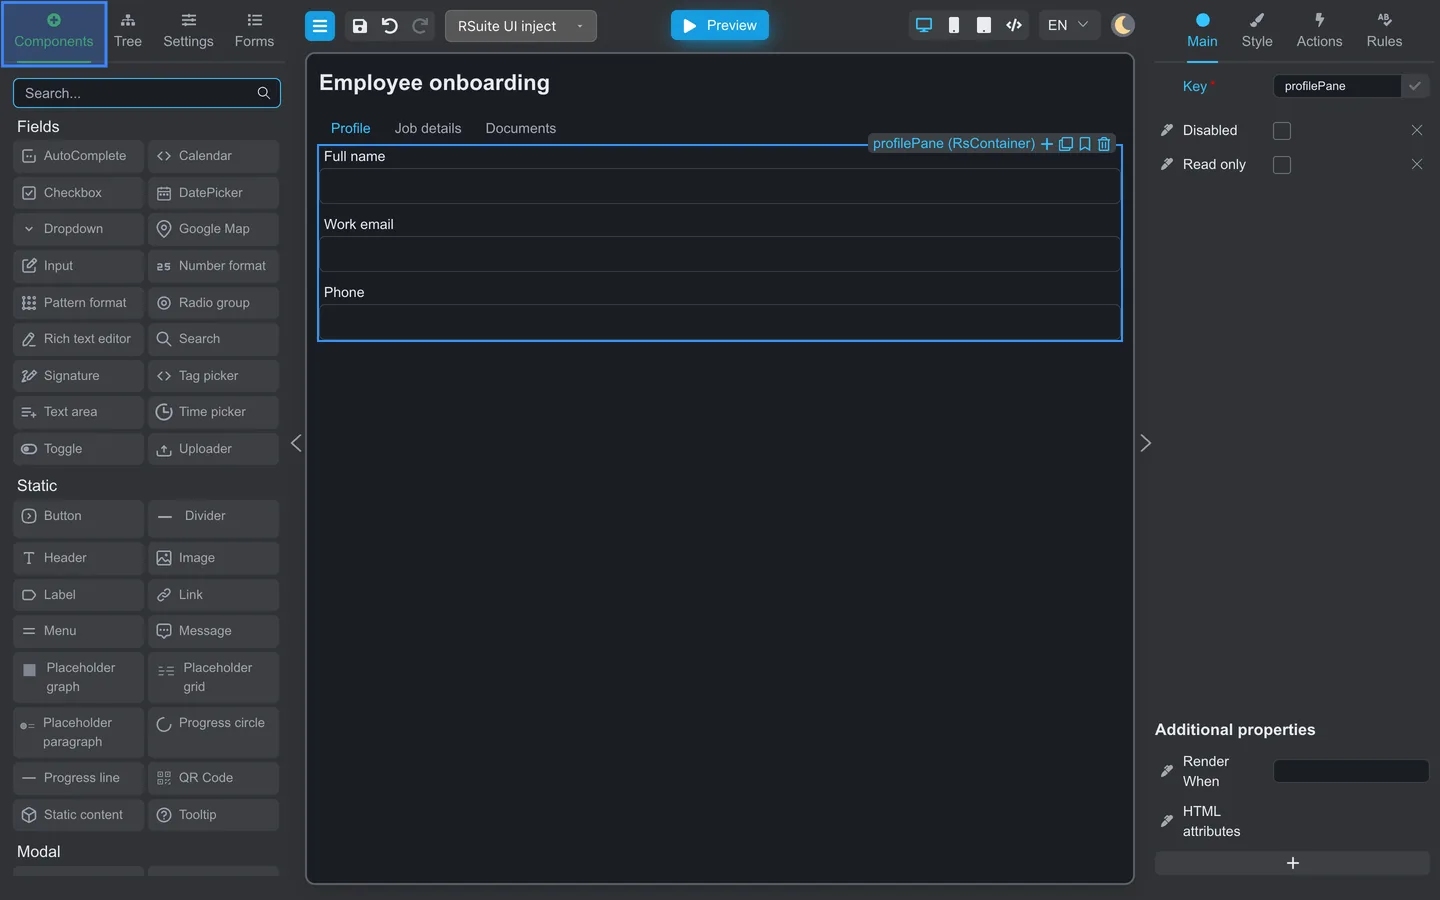 Components
Tree
Settings
Forms
RSuite UI inject
Preview
EN
Main
Style
Actions
AB
Rules
Search...
Fields
AutoComplete
Calendar
Checkbox
DatePicker
Dropdown
Google Map
Input
25 Number format
Pattern format
Radio group
Rich text editor
Search
Signature
Tag picker
Text area
Time picker
Toggle
Uploader
Static
Button
Divider
T Header
Image
Label
Link
Menu
Message
Placeholder
graph
Placeholder
grid
Placeholder
paragraph
Progress circle
Progress line
QR Code
Static content
Tooltip
Modal
Employee onboarding
Profile
Job details
Documents
profilePane (RsContainer)
Full name
Work email
Phone
Key *
profilePane
Disabled
Read only
Additional properties
Render
When
HTML
attributes